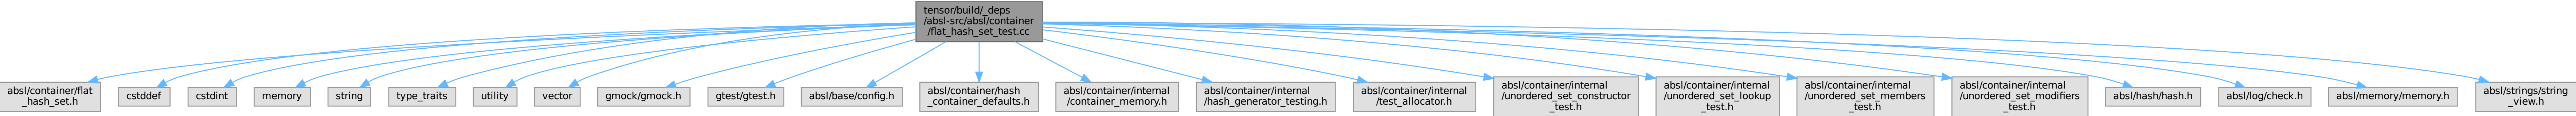 tensor/build/_deps
/absl-src/absl/container
/flat_hash_set_test.cc
absl/container/flat
_hash_set.h
cstddef
cstdint
memory
string
type_traits
utility
vector
gmock/gmock.h
gtest/gtest.h
absl/base/config.h
absl/container/hash
_container_defaults.h
absl/container/internal
/container_memory.h
absl/container/internal
/hash_generator_testing.h
absl/container/internal
/test_allocator.h
absl/container/internal
/unordered_set_constructor
_test.h
absl/container/internal
/unordered_set_lookup
_test.h
absl/container/internal
/unordered_set_members
_test.h
absl/container/internal
/unordered_set_modifiers
_test.h
absl/hash/hash.h
absl/log/check.h
absl/memory/memory.h
absl/strings/string
_view.h